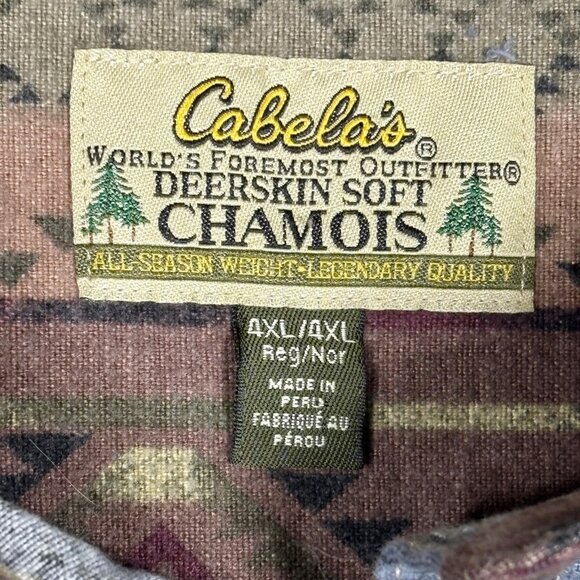 Cabela's®
WORLD'S FOREMOST OUTFITTER®
DEERSKIN SOFT
CHAMOIS
ALL-SEASON WEIGHT·LEGENDARY QUALITY
4XL/4XL
Reg/Nor
MADE IN
PERU
FABRIQUÉ AU
PÉROU